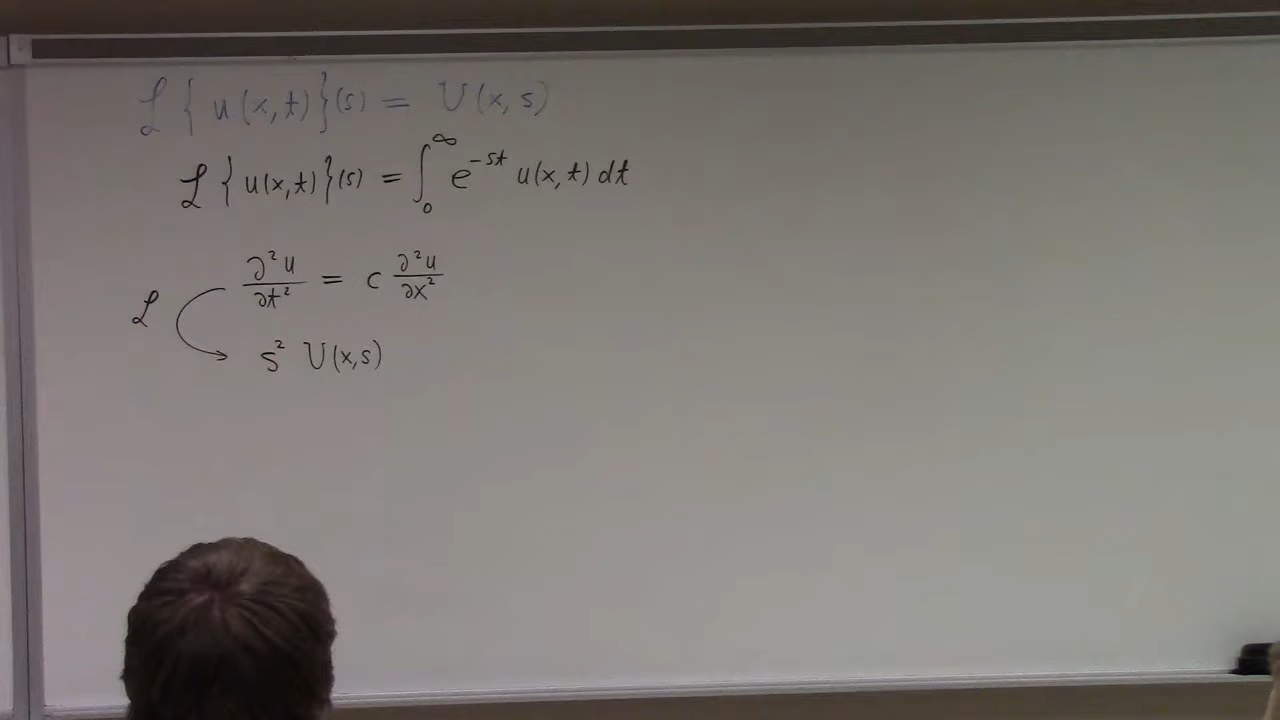 ℒ{u(x,t)}(s) = U(x,s)
ℒ{u(x,t)}(s) = ∫₀^∞ e^{-st} u(x,t) dt
∂²u/∂t² = c ∂²u/∂x²
ℒ
s² U(x,s)